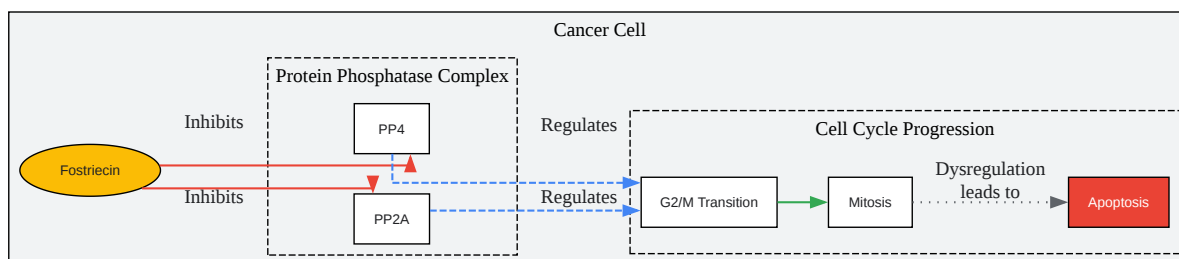 Cancer Cell
Protein Phosphatase Complex
Inhibits
PP4
Regulates
Cell Cycle Progression
Fostriecin
Inhibits
PP2A
Regulates
G2/M Transition
Mitosis
Dysregulation
leads to
Apoptosis